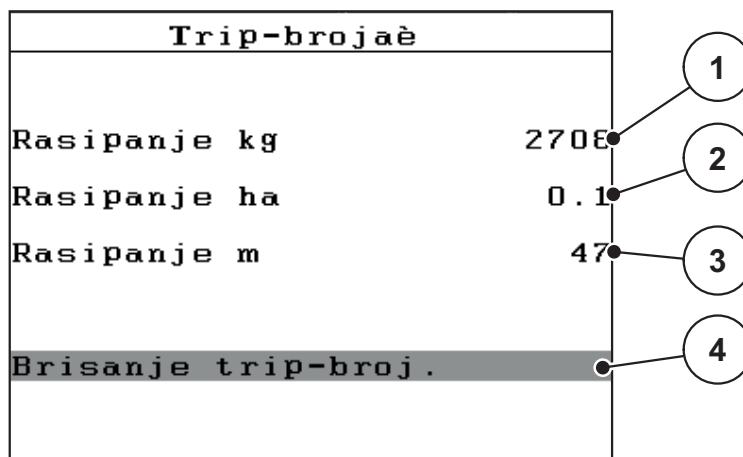 Trip-brojaè
Rasipanje kg 2708
Rasipanje ha 0.1
Rasipanje m 47
Brisanje trip-broj.
1
2
3
4